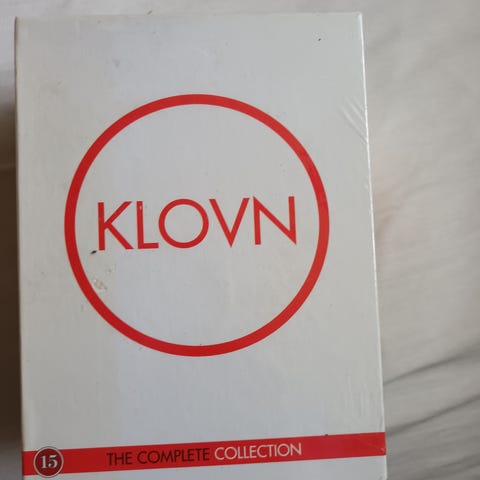 KLOVN
15 THE COMPLETE COLLECTION